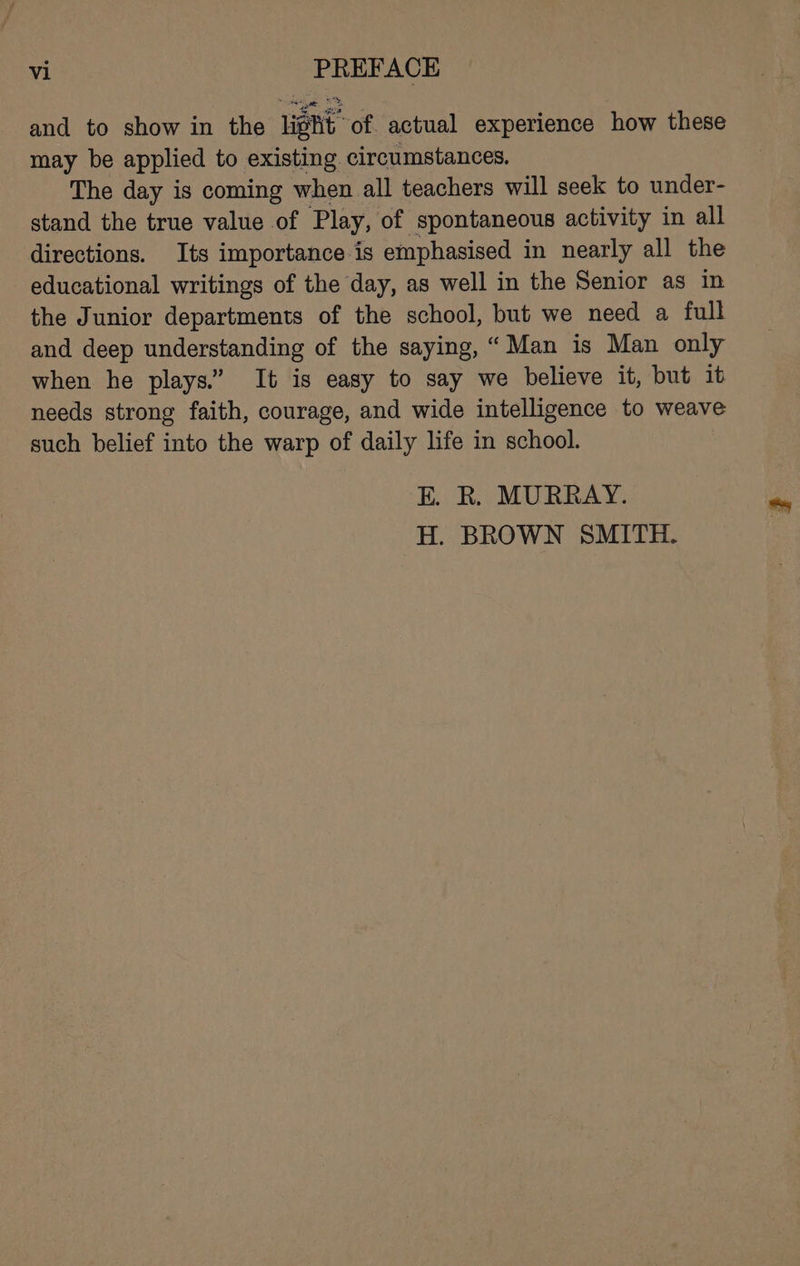 vi PREFACE
and to show in the light of actual experience how these
may be applied to existing circumstances.
The day is coming when all teachers will seek to under-
stand the true value of Play, of spontaneous activity in all
directions. Its importance is emphasised in nearly all the
educational writings of the day, as well in the Senior as in
the Junior departments of the school, but we need a full
and deep understanding of the saying, “Man is Man only
when he plays.” It is easy to say we believe it, but it
needs strong faith, courage, and wide intelligence to weave
such belief into the warp of daily life in school.
E. R. MURRAY.
H. BROWN SMITH.